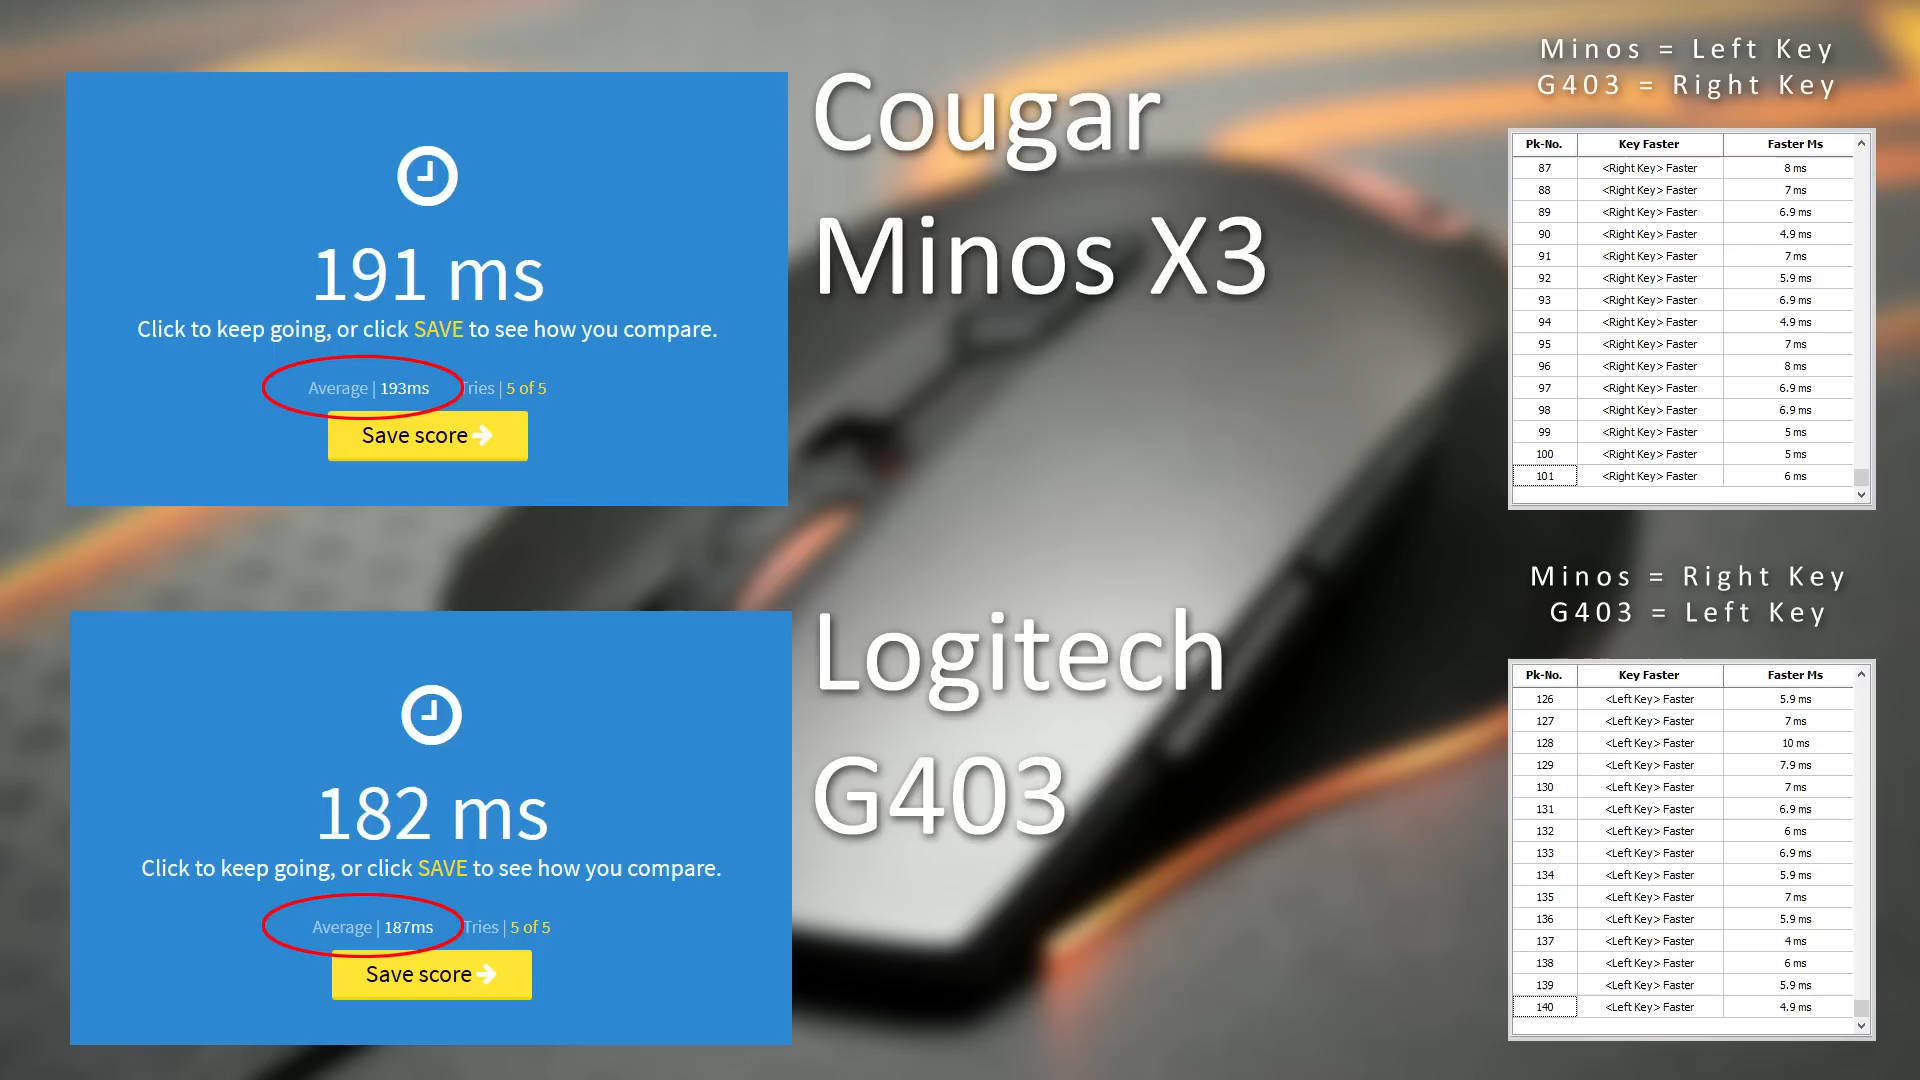 191 ms
Click to keep going, or click SAVE to see how you compare.
Average | 193ms Tries | 5 of 5
Save score
Cougar
Minos X3
Minos = Left Key
G403 = Right Key
Pk-No. Key Faster Faster Ms
87 <Right Key> Faster 8 ms
88 <Right Key> Faster 7 ms
89 <Right Key> Faster 6.9 ms
90 <Right Key> Faster 4.9 ms
91 <Right Key> Faster 7 ms
92 <Right Key> Faster 5.9 ms
93 <Right Key> Faster 6.9 ms
94 <Right Key> Faster 4.9 ms
95 <Right Key> Faster 7 ms
96 <Right Key> Faster 8 ms
97 <Right Key> Faster 6.9 ms
98 <Right Key> Faster 6.9 ms
99 <Right Key> Faster 5 ms
100 <Right Key> Faster 5 ms
101 <Right Key> Faster 6 ms
182 ms
Click to keep going, or click SAVE to see how you compare.
Average | 187ms Tries | 5 of 5
Save score
Logitech
G403
Minos = Right Key
G403 = Left Key
Pk-No. Key Faster Faster Ms
126 <Left Key> Faster 5.9 ms
127 <Left Key> Faster 7 ms
128 <Left Key> Faster 10 ms
129 <Left Key> Faster 7.9 ms
130 <Left Key> Faster 7 ms
131 <Left Key> Faster 6.9 ms
132 <Left Key> Faster 6 ms
133 <Left Key> Faster 6.9 ms
134 <Left Key> Faster 5.9 ms
135 <Left Key> Faster 7 ms
136 <Left Key> Faster 5.9 ms
137 <Left Key> Faster 4 ms
138 <Left Key> Faster 6 ms
139 <Left Key> Faster 5.9 ms
140 <Left Key> Faster 4.9 ms